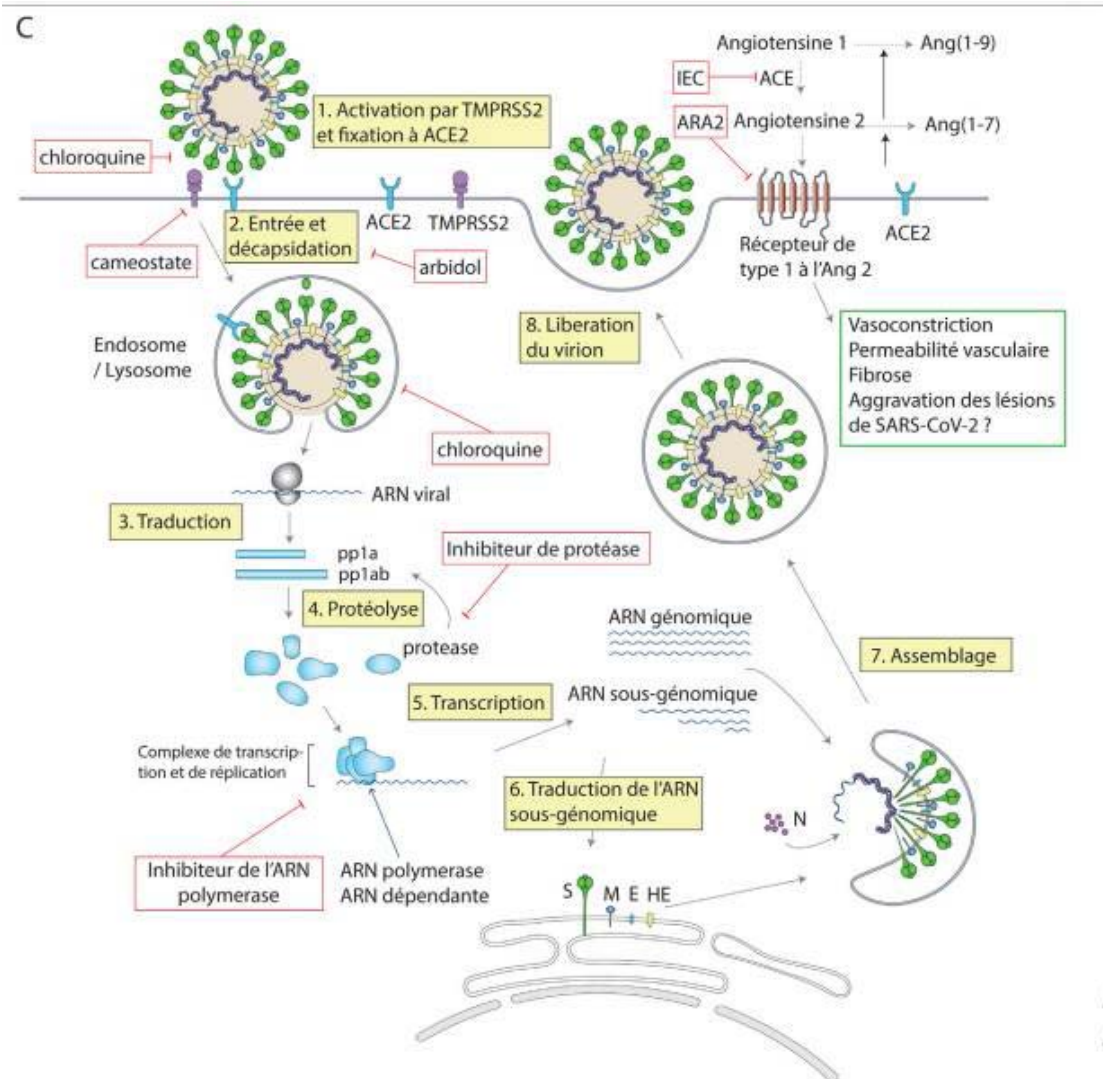 C
Angiotensine 1
Ang(1-9)
IEC
ACE
1. Activation par TMPRSS2
et fixation à ACE2
ARA2
Angiotensine 2
Ang(1-7)
chloroquine
2. Entrée et
décapsidation
ACE2
TMPRSS2
ACE2
cameostate
arbidol
Récepteur de
type 1 à l'Ang 2
Endosome
/ Lysosome
8. Liberation
du virion
Vasoconstriction
Permeabilité vasculaire
Fibrose
Aggravation des lésions
de SARS-CoV-2 ?
chloroquine
ARN viral
3. Traduction
pp1a
pp1ab
Inhibiteur de protéase
4. Protéolyse
protease
ARN génomique
7. Assemblage
5. Transcription
ARN sous-génomique
Complexe de transcrip-
tion et de réplication
6. Traduction de l'ARN
sous-génomique
N
Inhibiteur de l'ARN
polymerase
ARN polymerase
ARN dépendante
S
M
E
HE